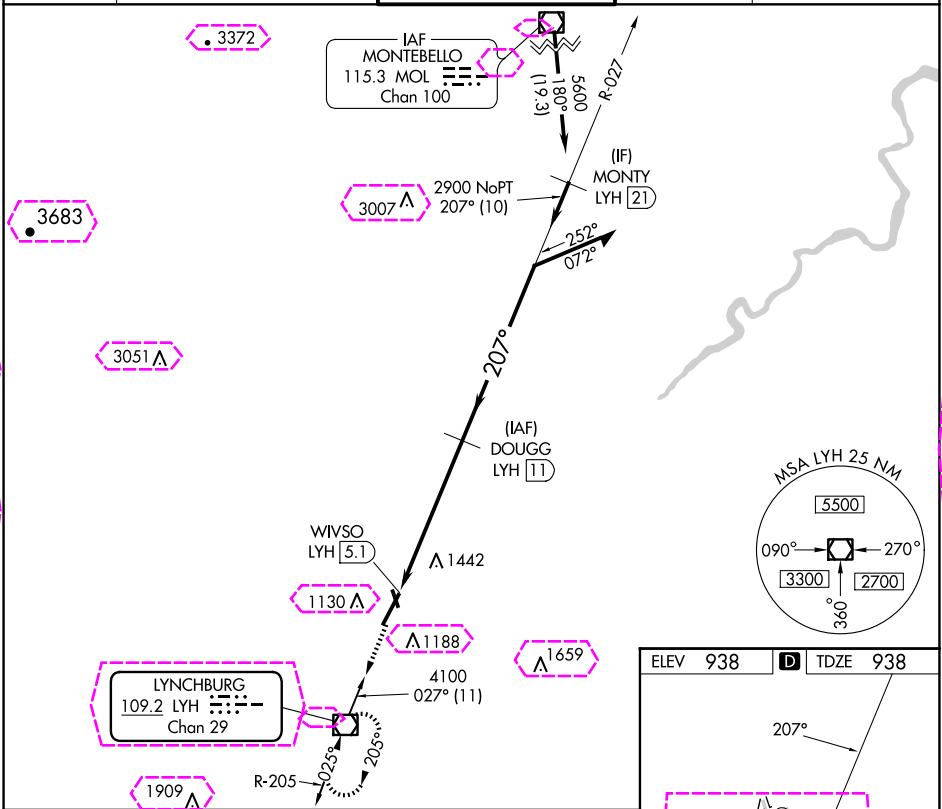 3372
IAF
MONTEBELLO
115.3 MOL
Chan 100
5600
180°
(19.3)
R-027
(IF)
MONTY
LYH 21
3007
2900 NoPT
207° (10)
3683
252°
072°
3051
207°
(IAF)
DOUGG
LYH 11
MSA LYH 25 NM
5500
090°
270°
3300
2700
360°
WIVSO
LYH 5.1
1442
1130
1188
1659
4100
027° (11)
LYNCHBURG
109.2 LYH
Chan 29
025°
205°
R-205
1909
ELEV 938 D TDZE 938
207°